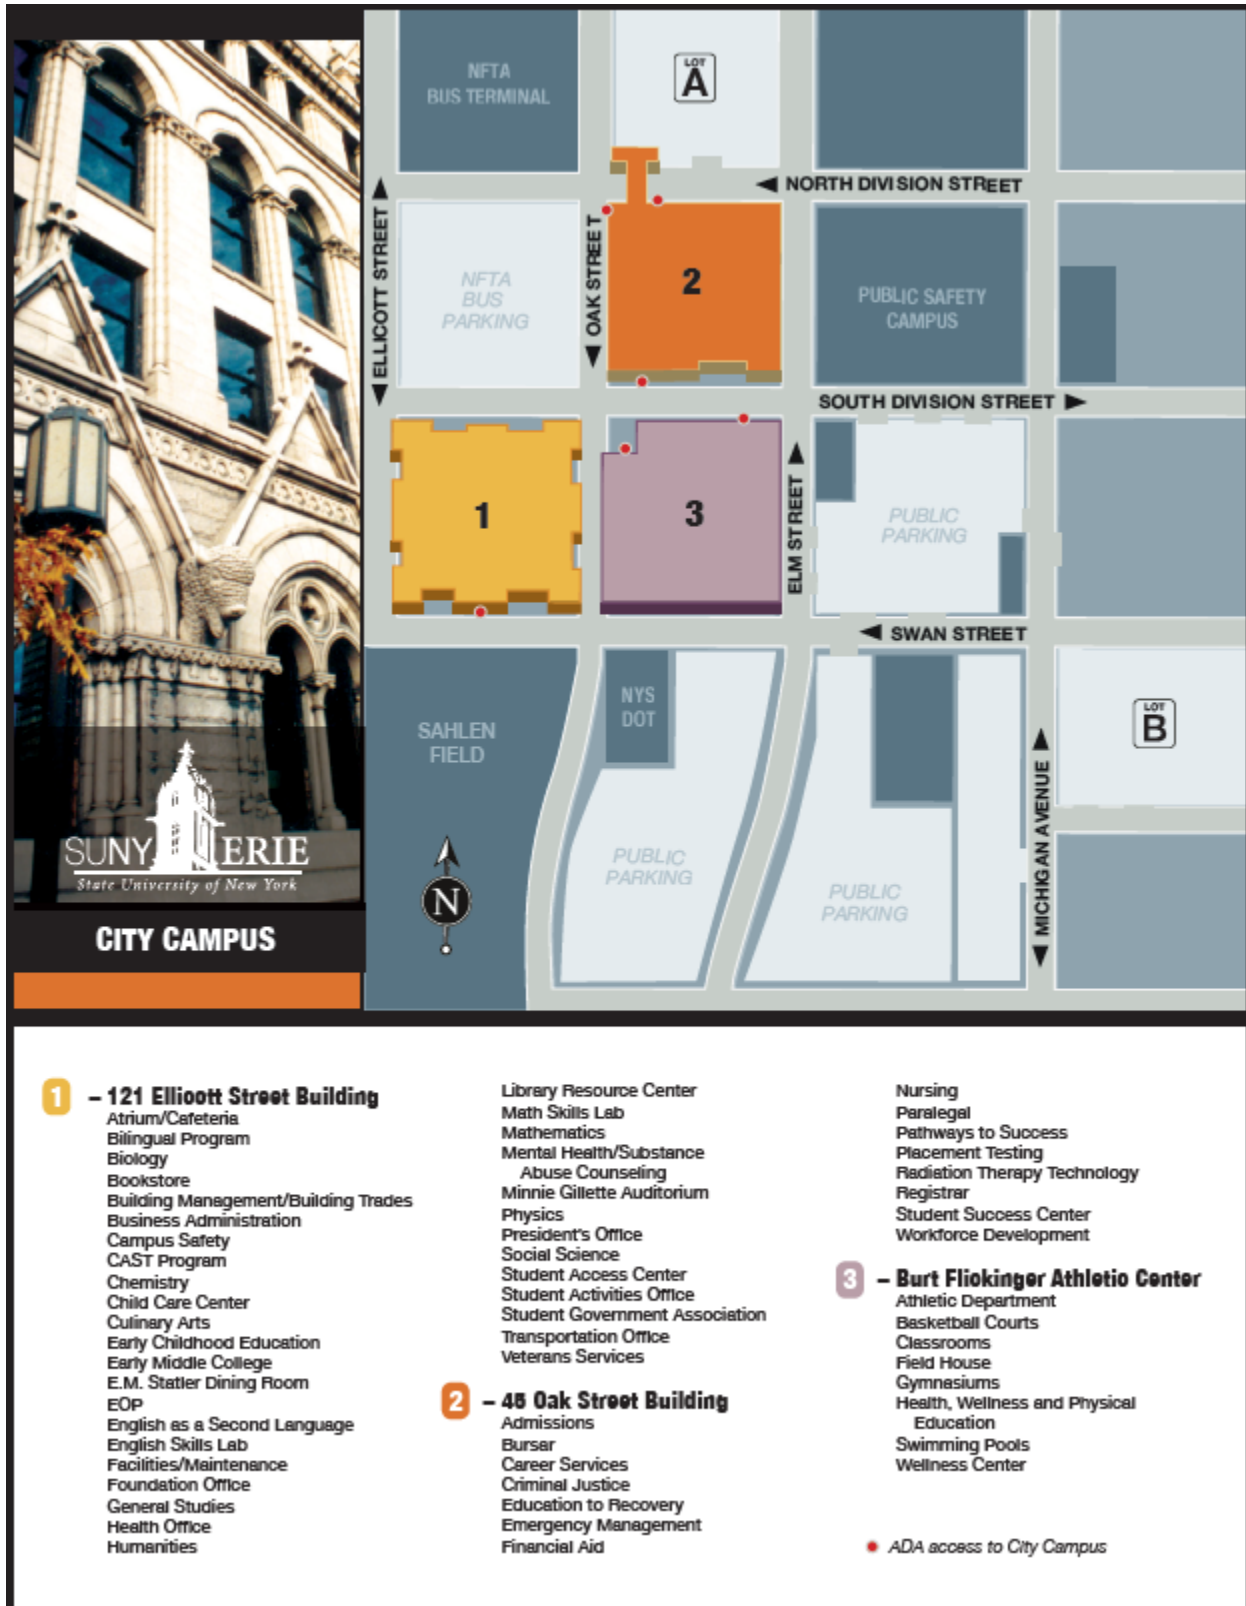 NFTA
BUS TERMINAL
LOT
A
NORTH DIVISION STREET
ELLICOTT STREET
NFTA
BUS
PARKING
OAK STREET
2
PUBLIC SAFETY
CAMPUS
SOUTH DIVISION STREET
1
3
ELM STREET
PUBLIC
PARKING
SWAN STREET
SAHLEN
FIELD
NYS
DOT
LOT
B
PUBLIC
PARKING
PUBLIC
PARKING
MICHIGAN AVENUE
N
SUNY ERIE
State University of New York
CITY CAMPUS
1 – 121 Ellicott Street Building
Atrium/Cafeteria
Bilingual Program
Biology
Bookstore
Building Management/Building Trades
Business Administration
Campus Safety
CAST Program
Chemistry
Child Care Center
Culinary Arts
Early Childhood Education
Early Middle College
E.M. Statler Dining Room
EOP
English as a Second Language
English Skills Lab
Facilities/Maintenance
Foundation Office
General Studies
Health Office
Humanities
Library Resource Center
Math Skills Lab
Mathematics
Mental Health/Substance
Abuse Counseling
Minnie Gillette Auditorium
Physics
President's Office
Social Science
Student Access Center
Student Activities Office
Student Government Association
Transportation Office
Veterans Services
2 – 45 Oak Street Building
Admissions
Bursar
Career Services
Criminal Justice
Education to Recovery
Emergency Management
Financial Aid
Nursing
Paralegal
Pathways to Success
Placement Testing
Radiation Therapy Technology
Registrar
Student Success Center
Workforce Development
3 – Burt Flickinger Athletic Center
Athletic Department
Basketball Courts
Classrooms
Field House
Gymnasiums
Health, Wellness and Physical
Education
Swimming Pools
Wellness Center
ADA access to City Campus